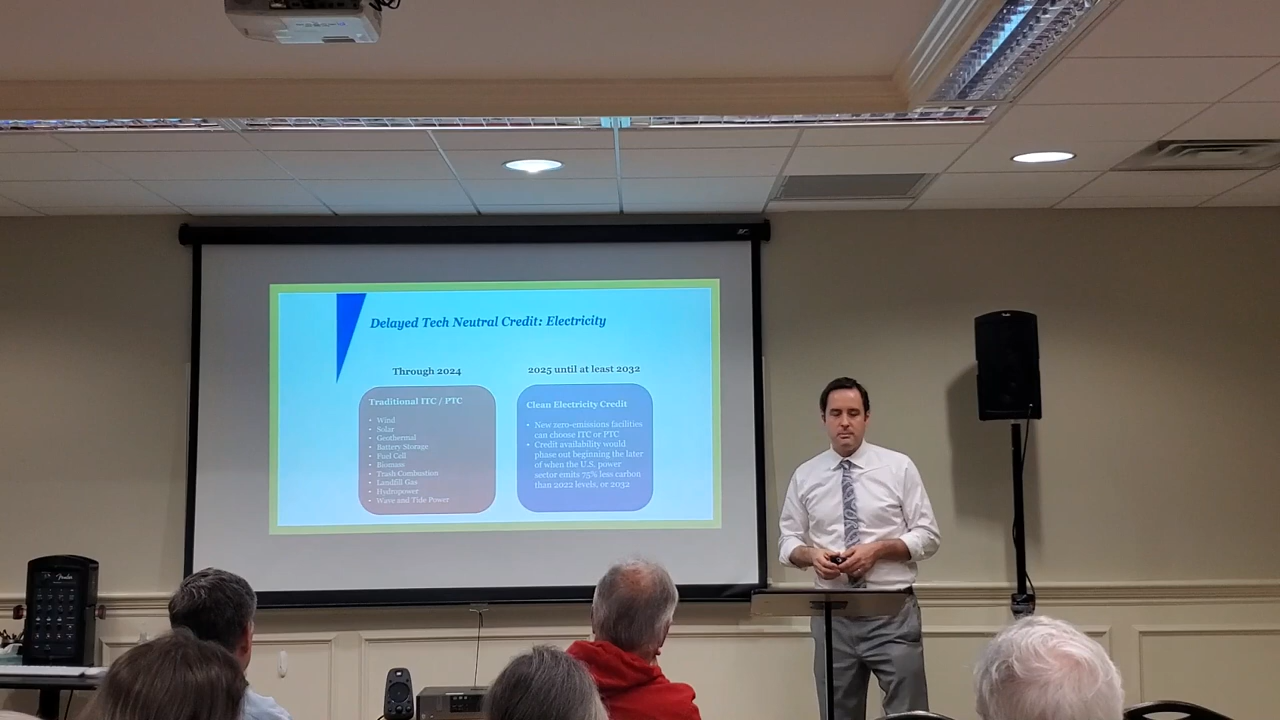 Delayed Tech Neutral Credit: Electricity
Through 2024
2025 until at least 2032
Traditional ITC / PTC
• Wind
• Solar
• Geothermal
• Battery Storage
• Fuel Cell
• Biomass
• Trash Combustion
• Landfill Gas
• Hydropower
• Wave and Tide Power
Clean Electricity Credit
• New zero-emissions facilities
can choose ITC or PTC
• Credit availability would
phase out beginning the later
of when the U.S. power
sector emits 75% less carbon
than 2022 levels, or 2032
Fender